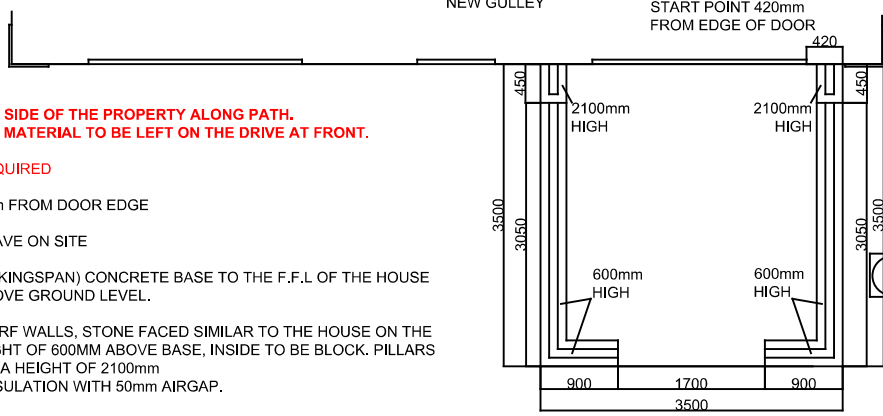 NEW GULLEY
START POINT 420mm
FROM EDGE OF DOOR
420
450
450
2100mm
HIGH
2100mm
HIGH
SIDE OF THE PROPERTY ALONG PATH.
MATERIAL TO BE LEFT ON THE DRIVE AT FRONT.
QUIRED
FROM DOOR EDGE
AVE ON SITE
KINGSPAN) CONCRETE BASE TO THE F.F.L OF THE HOUSE
OVE GROUND LEVEL.
RF WALLS, STONE FACED SIMILAR TO THE HOUSE ON THE
GHT OF 600MM ABOVE BASE, INSIDE TO BE BLOCK. PILLARS
A HEIGHT OF 2100mm
SULATION WITH 50mm AIRGAP.
3500
3050
3050
3500
600mm
HIGH
600mm
HIGH
900
1700
900
3500